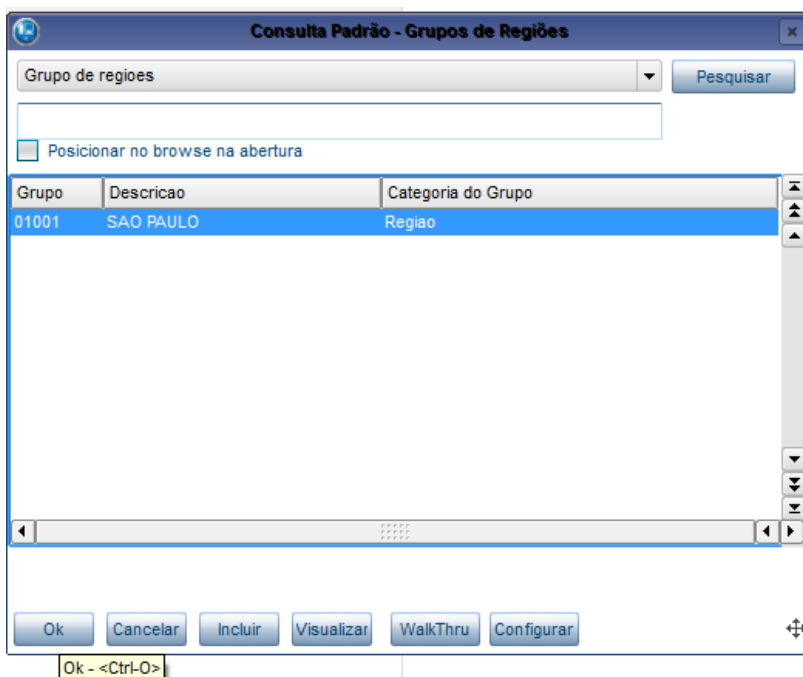 Consulta Padrão - Grupos de Regiões
Grupo de regioes
Pesquisar
Posicionar no browse na abertura
Grupo Descricao Categoria do Grupo
01001 SAO PAULO Regiao
Ok Cancelar Incluir Visualizar WalkThru Configurar
Ok - <Ctrl-O>